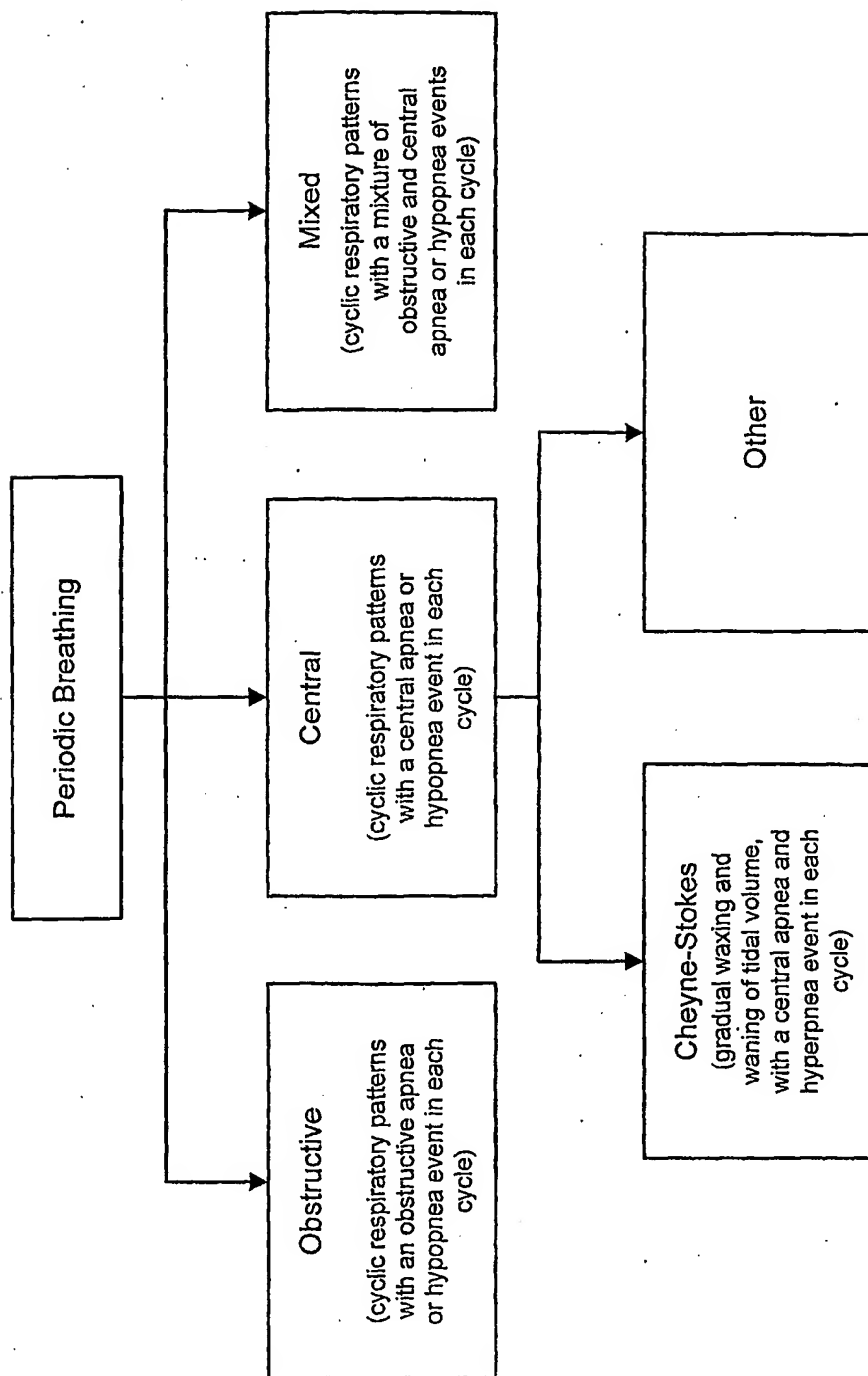 Periodic Breathing
Obstructive
(cyclic respiratory patterns
with an obstructive apnea
or hypopnea event in each
cycle)
Central
(cyclic respiratory patterns
with a central apnea or
hypopnea event in each
cycle)
Mixed
(cyclic respiratory patterns
with a mixture of
obstructive and central
apnea or hypopnea events
in each cycle)
Cheyne-Stokes
(gradual waxing and
waning of tidal volume,
with a central apnea and
hyperpnea event in each
cycle)
Other